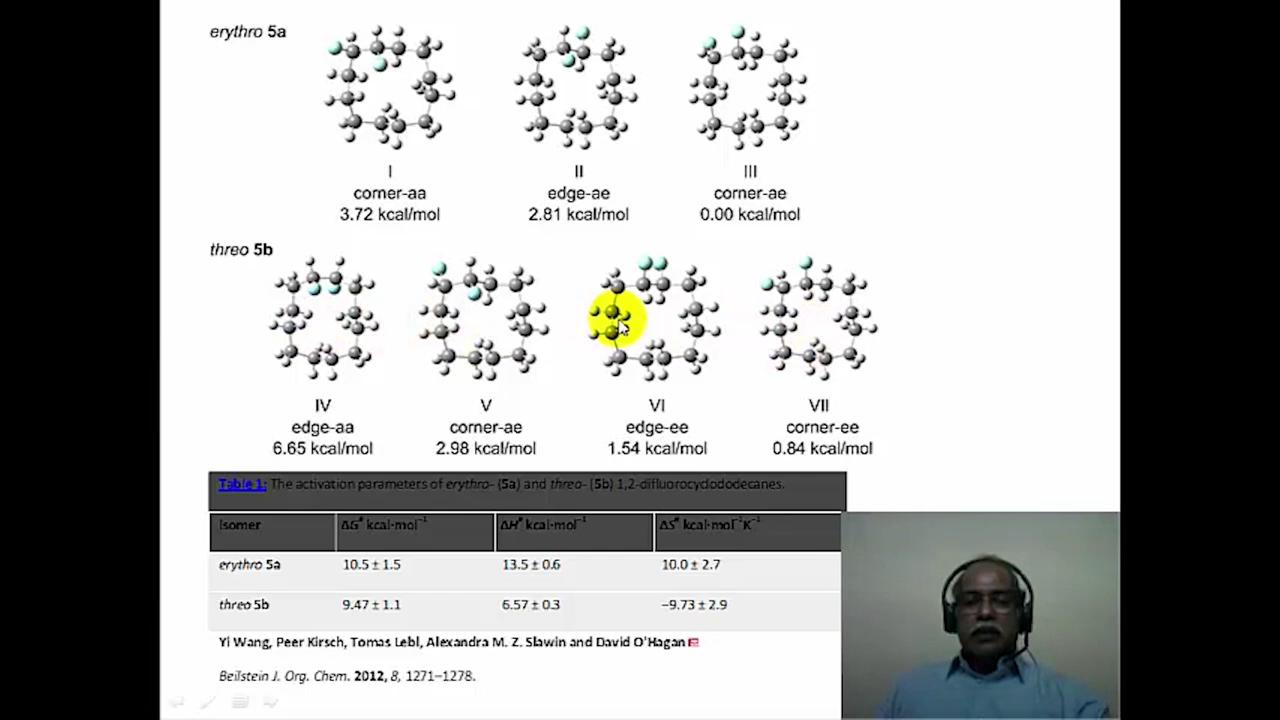 erythro 5a
I
II
III
corner-aa
edge-ae
corner-ae
3.72 kcal/mol
2.81 kcal/mol
0.00 kcal/mol
threo 5b
IV
V
VI
VII
edge-aa
corner-ae
edge-ee
corner-ee
6.65 kcal/mol
2.98 kcal/mol
1.54 kcal/mol
0.84 kcal/mol
Table 1: The activation parameters of erythro- (5a) and threo- (5b) 1,2-difluorocyclododecanes.
Isomer ΔG# kcal·mol−1 ΔH# kcal·mol−1 ΔS# kcal·mol−1K−1
erythro 5a 10.5 ± 1.5 13.5 ± 0.6 10.0 ± 2.7
threo 5b 9.47 ± 1.1 6.57 ± 0.3 −9.73 ± 2.9
Yi Wang, Peer Kirsch, Tomas Lebl, Alexandra M. Z. Slawin and David O'Hagan
Beilstein J. Org. Chem. 2012, 8, 1271–1278.